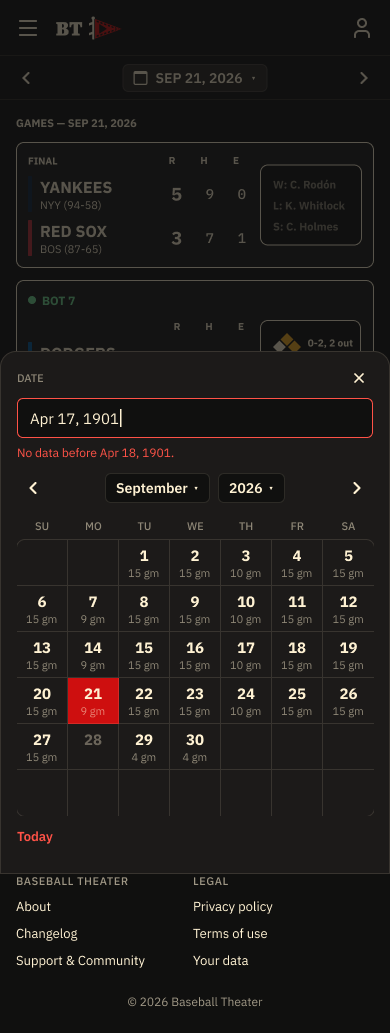 BT
SEP 21, 2026
GAMES — SEP 21, 2026
FINAL R H E
YANKEES 5 9 0
NYY (94-58)
RED SOX 3 7 1
BOS (87-65)
W: C. Rodón
L: K. Whitlock
S: C. Holmes
BOT 7
R H E
DODGERS
0-2, 2 out
DATE
Apr 17, 1901
No data before Apr 18, 1901.
September 2026
SU MO TU WE TH FR SA
1 2 3 4 5
15 gm 15 gm 10 gm 15 gm 15 gm
6 7 8 9 10 11 12
15 gm 9 gm 15 gm 15 gm 10 gm 15 gm 15 gm
13 14 15 16 17 18 19
15 gm 9 gm 15 gm 15 gm 10 gm 15 gm 15 gm
20 21 22 23 24 25 26
15 gm 9 gm 15 gm 15 gm 10 gm 15 gm 15 gm
27 28 29 30
15 gm 4 gm 4 gm
Today
BASEBALL THEATER LEGAL
About Privacy policy
Changelog Terms of use
Support & Community Your data
© 2026 Baseball Theater